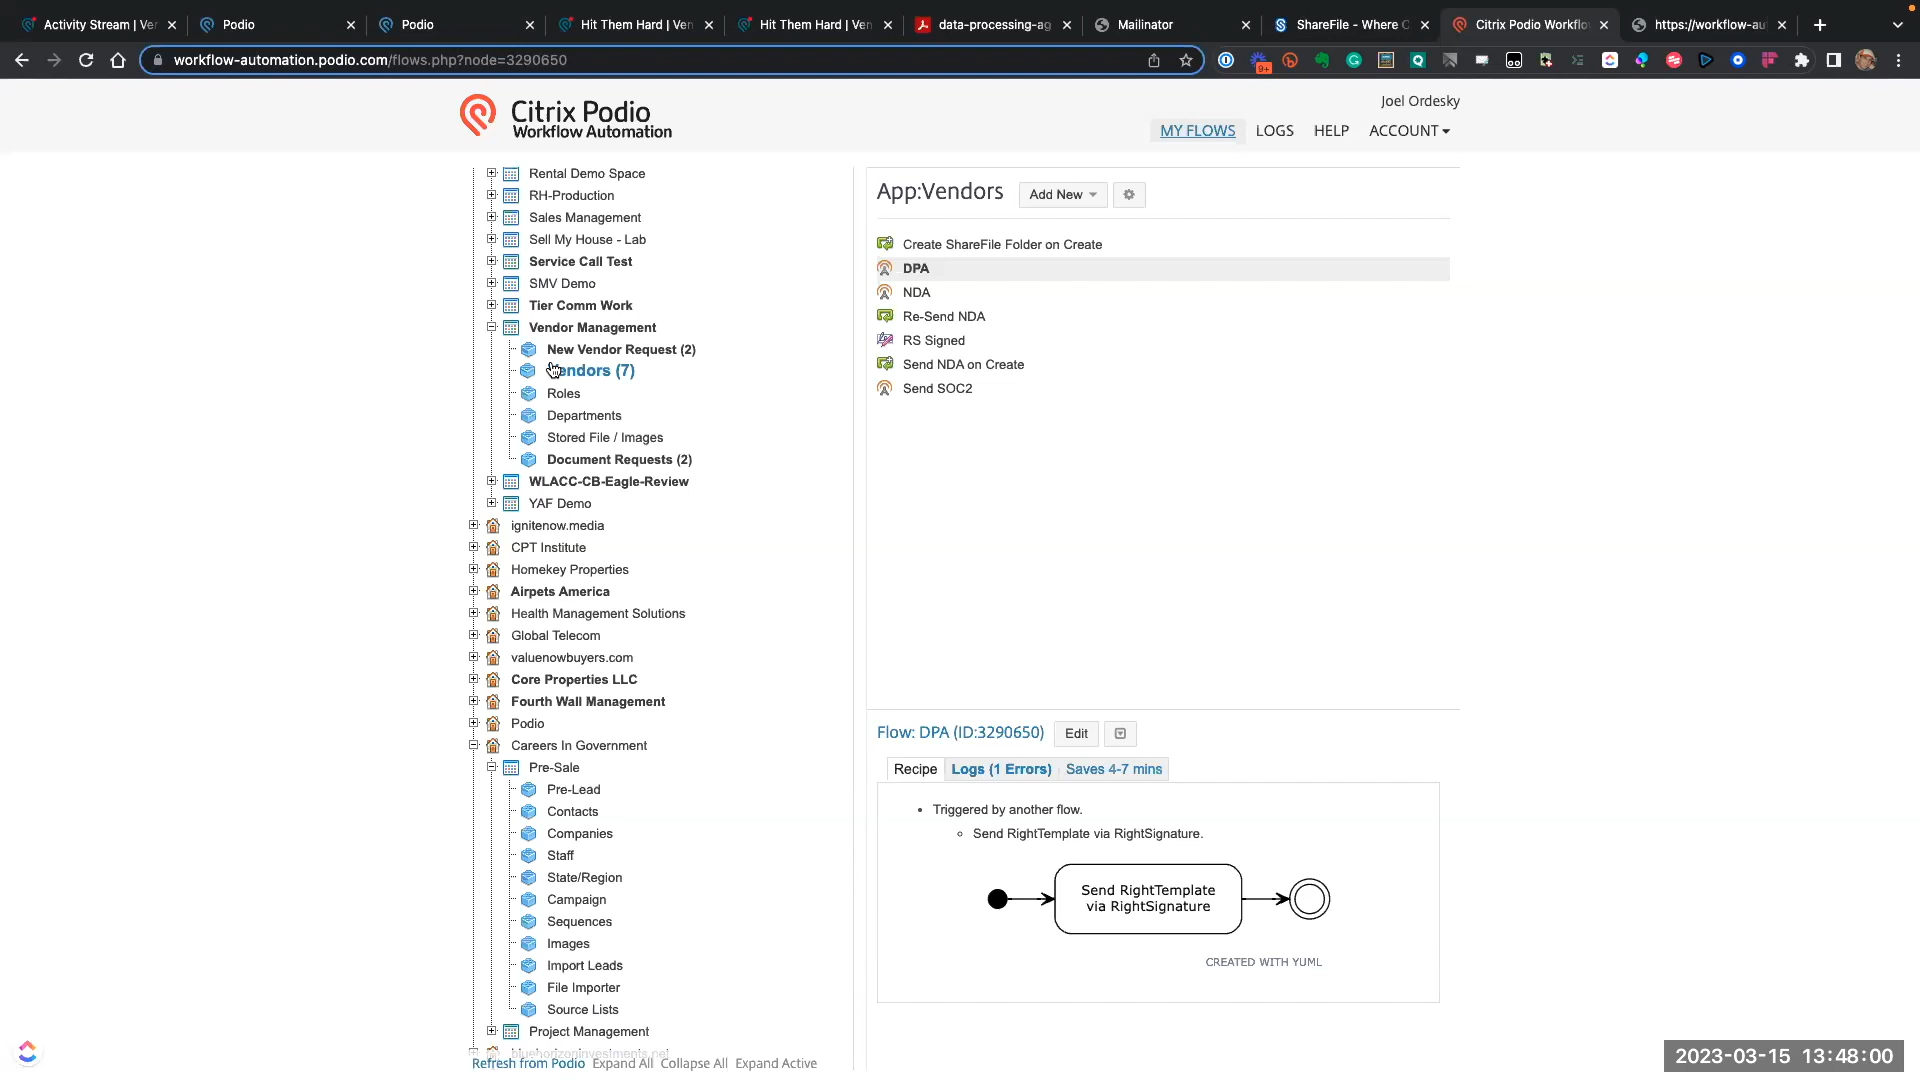 Activity Stream | Ver
Podio
Podio
Hit Them Hard | Ven
Hit Them Hard | Ven
data-processing-ag
Mailinator
ShareFile - Where C
Citrix Podio Workflo
https://workflow-au
workflow-automation.podio.com/flows.php?node=3290650
9+
Citrix Podio
Workflow Automation
Joel Ordesky
MY FLOWS
LOGS
HELP
ACCOUNT
Rental Demo Space
RH-Production
Sales Management
Sell My House - Lab
Service Call Test
SMV Demo
Tier Comm Work
Vendor Management
New Vendor Request (2)
endors (7)
Roles
Departments
Stored File / Images
Document Requests (2)
WLACC-CB-Eagle-Review
YAF Demo
ignitenow.media
CPT Institute
Homekey Properties
Airpets America
Health Management Solutions
Global Telecom
valuenowbuyers.com
Core Properties LLC
Fourth Wall Management
Podio
Careers In Government
Pre-Sale
Pre-Lead
Contacts
Companies
Staff
State/Region
Campaign
Sequences
Images
Import Leads
File Importer
Source Lists
Project Management
bluehorizoninvestments.net
Refresh from Podio Expand All Collapse All Expand Active
App:Vendors
Add New
Create ShareFile Folder on Create
DPA
NDA
Re-Send NDA
RS Signed
Send NDA on Create
Send SOC2
Flow: DPA (ID:3290650)
Edit
Recipe
Logs (1 Errors)
Saves 4-7 mins
Triggered by another flow.
Send RightTemplate via RightSignature.
Send RightTemplate
via RightSignature
CREATED WITH YUML
2023-03-15 13:48:00